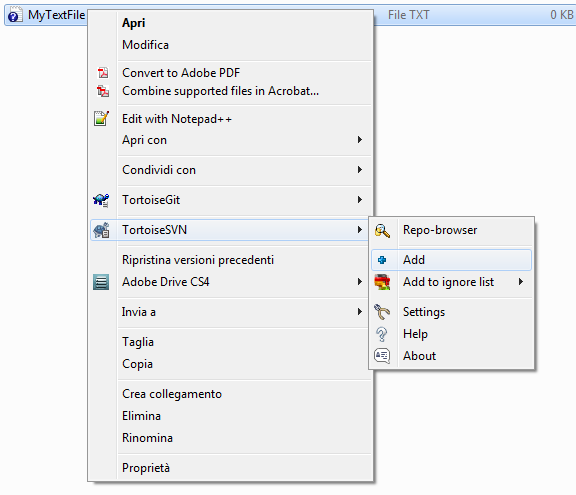 MyTextFile File TXT 0 KB
Apri
Modifica
Convert to Adobe PDF
Combine supported files in Acrobat...
Edit with Notepad++
Apri con
Condividi con
TortoiseGit
TortoiseSVN
Ripristina versioni precedenti
Adobe Drive CS4
Invia a
Taglia
Copia
Crea collegamento
Elimina
Rinomina
Proprietà
Repo-browser
Add
Add to ignore list
Settings
Help
About